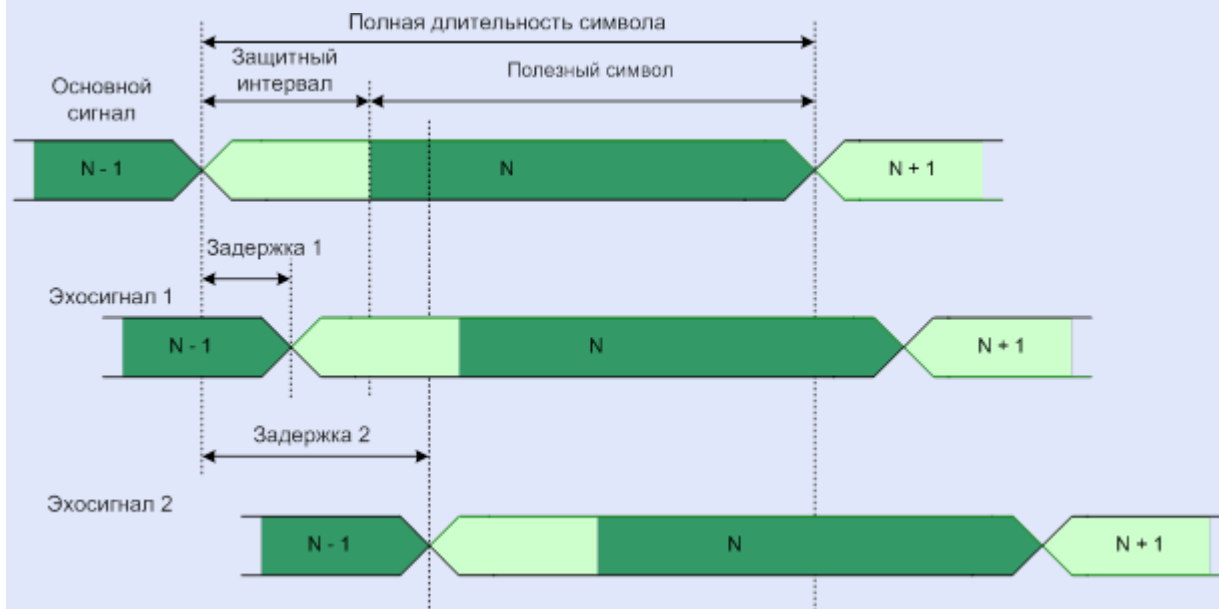 Полная длительность символа
Защитный
интервал
Полезный символ
Основной
сигнал
N - 1
N
N + 1
Задержка 1
Эхосигнал 1
N - 1
N
N + 1
Задержка 2
Эхосигнал 2
N - 1
N
N + 1